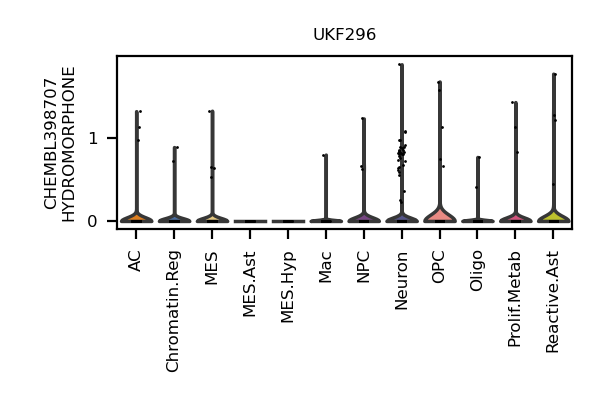 UKF296
CHEMBL398707
HYDROMORPHONE
1
0
AC
Chromatin.Reg
MES
MES.Ast
MES.Hyp
Mac
NPC
Neuron
OPC
Oligo
Prolif.Metab
Reactive.Ast